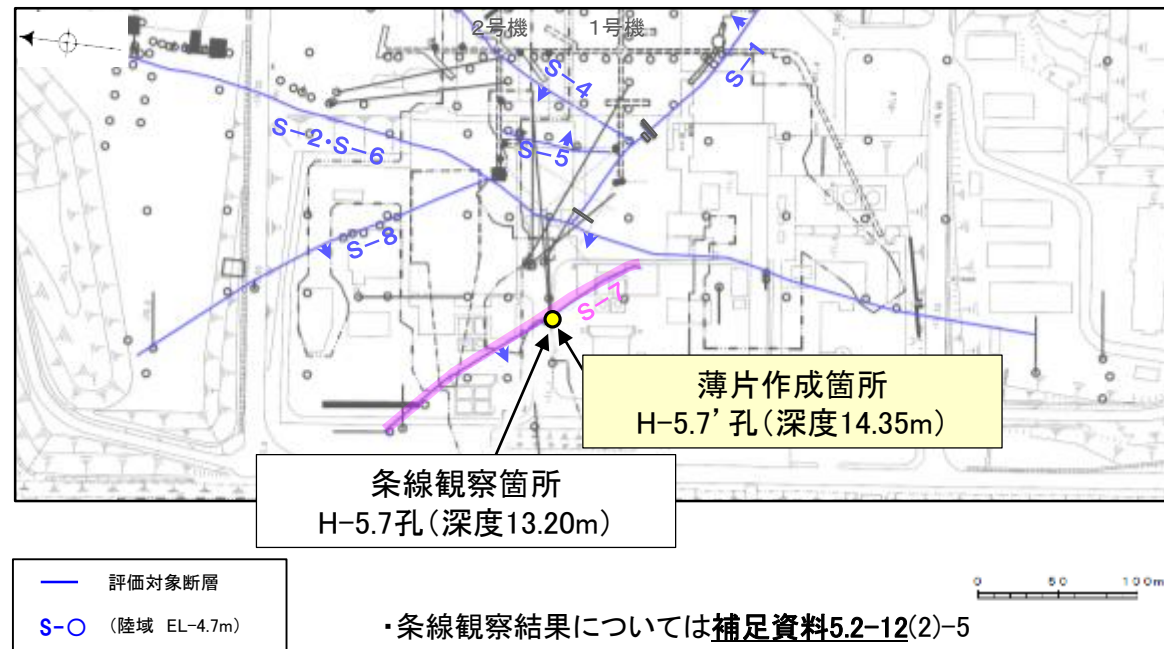 2号機
1号機
S-1
S-4
S-2・S-6
S-5
S-8
S-7
薄片作成箇所
H-5.7’孔(深度14.35m)
条線観察箇所
H-5.7孔(深度13.20m)
評価対象断層
S-○ (陸域 EL-4.7m)
0 50 100m
・条線観察結果については補足資料5.2-12(2)-5